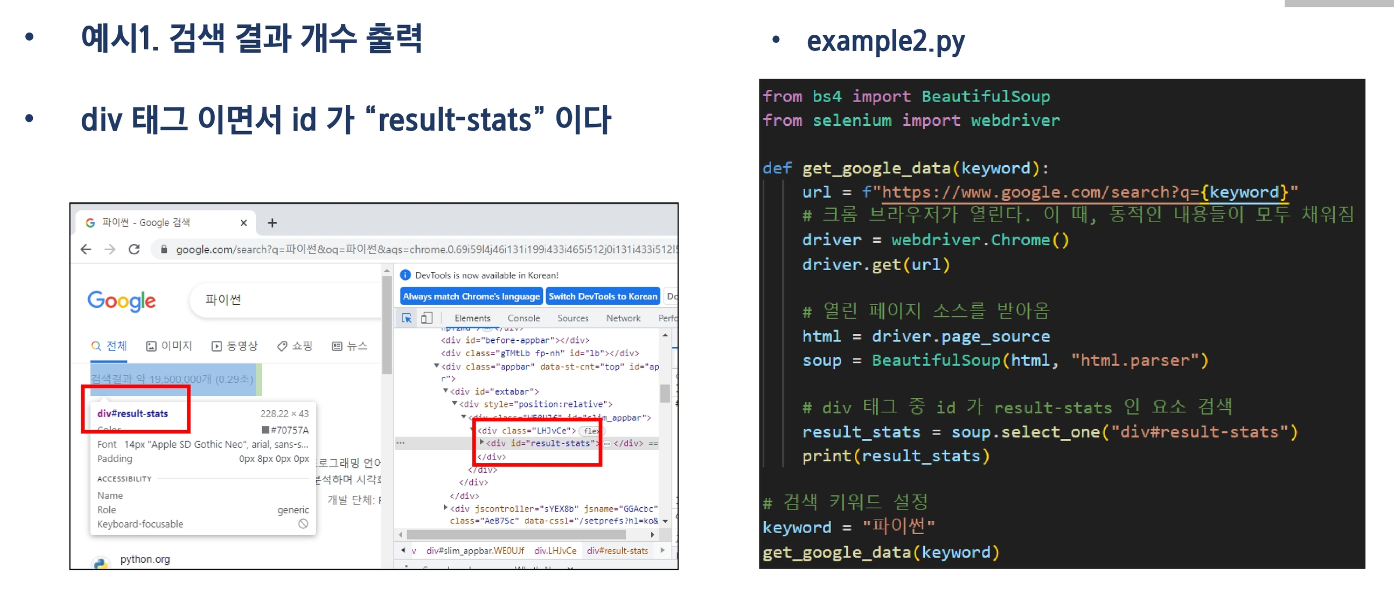 • 예시1. 검색 결과 개수 출력
• div 태그 이면서 id 가 “result-stats” 이다
파이썬 - Google 검색
google.com/search?q=파이썬&oq=파이썬&aqs=chrome.0.69i59l4j46i131i199i433i465i512j0i131i433i512l5
Google
파이썬
전체 이미지 동영상 쇼핑 뉴스
검색결과 약 19,500,000개 (0.29초)
div#result-stats 228.22 × 43
Color #70757A
Font 14px "Apple SD Gothic Neo", arial, sans-s...
Padding 0px 8px 0px 0px
ACCESSIBILITY
Name
Role generic
Keyboard-focusable
개발 단체:
python.org
DevTools is now available in Korean!
Always match Chrome's language Switch DevTools to Korean
Elements Console Sources Network
<div id="before-appbar"></div>
<div class="gTMtLb fp-nh" id="lb"></div>
▼<div class="appbar" data-st-cnt="top" id="ap
r">
▼<div id="extabar">
▼<div style="position:relative">
▼<div class="WE0UJf" id="slim_appbar">
<div class="LHJvCe"> flex
▶<div id="result-stats">…</div> ==
</div>
</div>
</div>
</div>
▶<div jscontroller="sYEX8b" jsname="GGAcbc"
class="AeB7Sc" data-cssl="/setprefs?hl=ko&
v div#slim_appbar.WE0UJf div.LHJvCe div#result-stats
• example2.py
from bs4 import BeautifulSoup
from selenium import webdriver
def get_google_data(keyword):
url = f"https://www.google.com/search?q={keyword}"
# 크롬 브라우저가 열린다. 이 때, 동적인 내용들이 모두 채워짐
driver = webdriver.Chrome()
driver.get(url)
# 열린 페이지 소스를 받아옴
html = driver.page_source
soup = BeautifulSoup(html, "html.parser")
# div 태그 중 id 가 result-stats 인 요소 검색
result_stats = soup.select_one("div#result-stats")
print(result_stats)
# 검색 키워드 설정
keyword = "파이썬"
get_google_data(keyword)